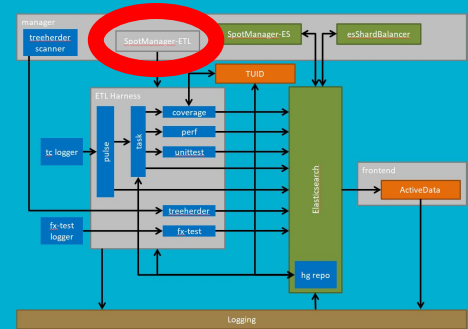 manager
treeherder
scanner
SpotManager-ETL
SpotManager-ES
esShardBalancer
TUID
ETL Harness
coverage
perf
unittest
pulse
task
tc logger
treeherder
fx-test
fx-test
logger
Elasticsearch
hg repo
frontend
ActiveData
Logging